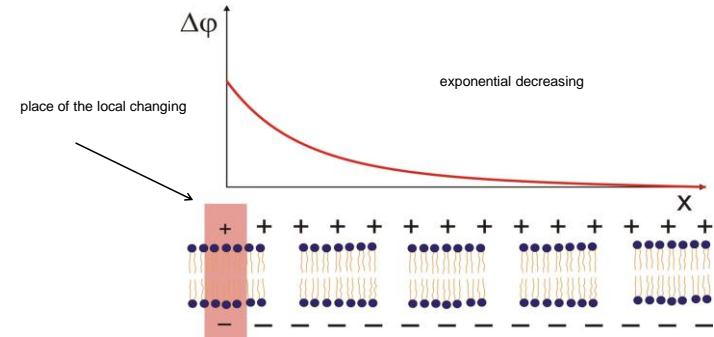 Δφ
exponential decreasing
place of the local changing
x
+ + + + + + + + + + + + + +
− − − − − − − − − − − − − −